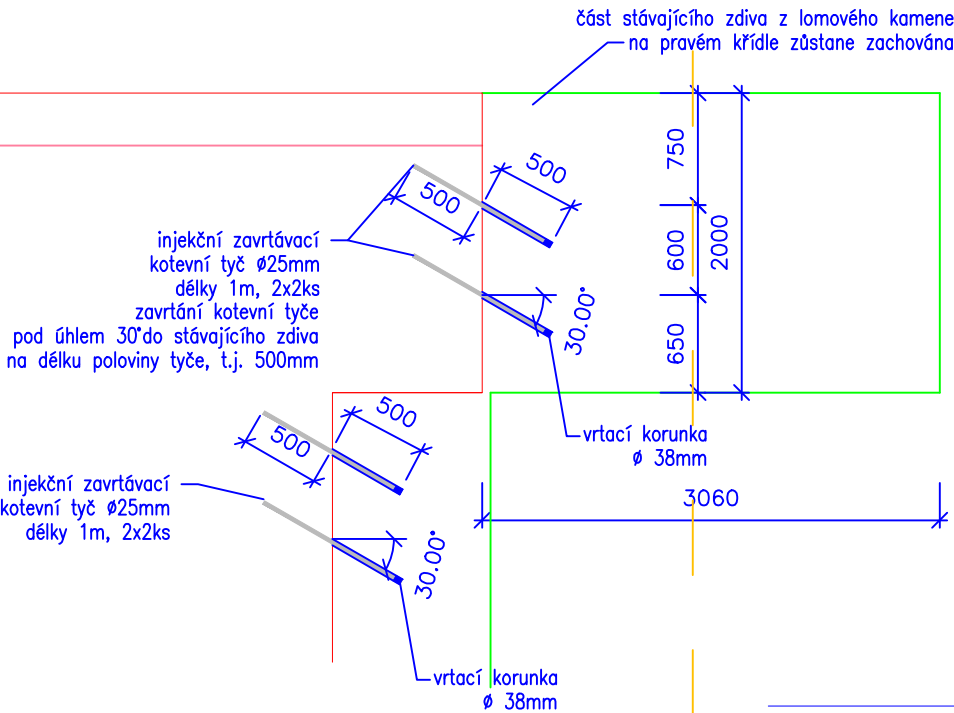 část stávajícího zdiva z lomového kamene
na pravém křídle zůstane zachována
750
500
500
600
2000
injekční zavrtávací
kotevní tyč Ø25mm
délky 1m, 2x2ks
zavrtání kotevní tyče
pod úhlem 30°do stávajícího zdiva
na délku poloviny tyče, t.j. 500mm
30.00°
650
500
500
vrtací korunka
Ø 38mm
injekční zavrtávací
kotevní tyč Ø25mm
délky 1m, 2x2ks
3060
30.00°
vrtací korunka
Ø 38mm